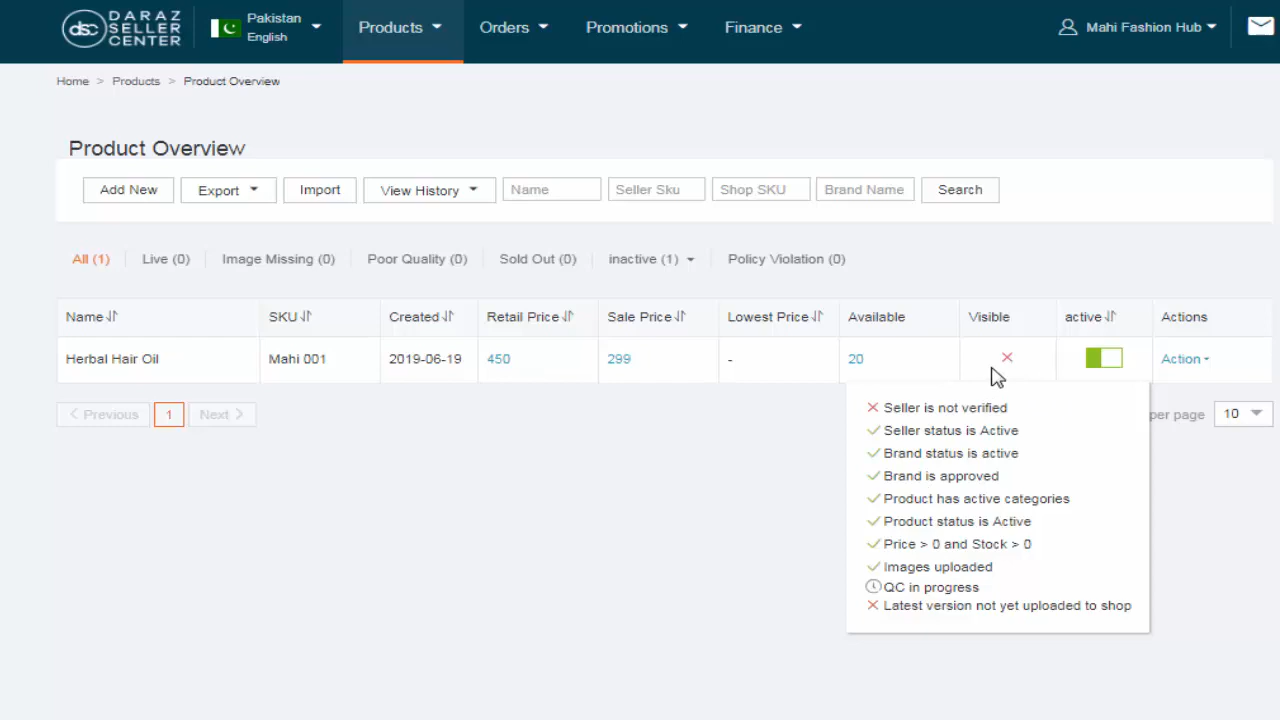 dsc DARAZ SELLER CENTER
Pakistan
English
Products
Orders
Promotions
Finance
Mahi Fashion Hub
Home > Products > Product Overview
Product Overview
Add New Export Import View History Name Seller Sku Shop SKU Brand Name Search
All (1) Live (0) Image Missing (0) Poor Quality (0) Sold Out (0) inactive (1) Policy Violation (0)
Name SKU Created Retail Price Sale Price Lowest Price Available Visible active Actions
Herbal Hair Oil Mahi 001 2019-06-19 450 299 - 20 Action
< Previous 1 Next > per page 10
Seller is not verified
Seller status is Active
Brand status is active
Brand is approved
Product has active categories
Product status is Active
Price > 0 and Stock > 0
Images uploaded
QC in progress
Latest version not yet uploaded to shop